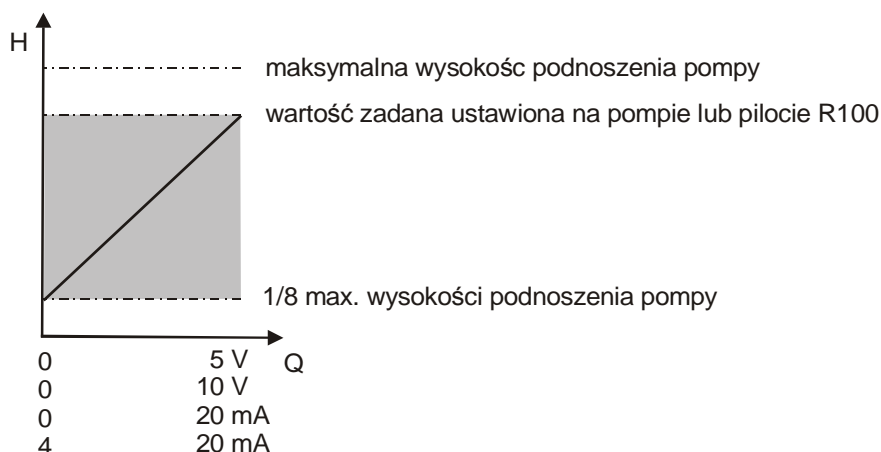 H
maksymalna wysokośc podnoszenia pompy
wartość zadana ustawiona na pompie lub pilocie R100
1/8 max. wysokości podnoszenia pompy
0 5 V Q
0 10 V
0 20 mA
4 20 mA